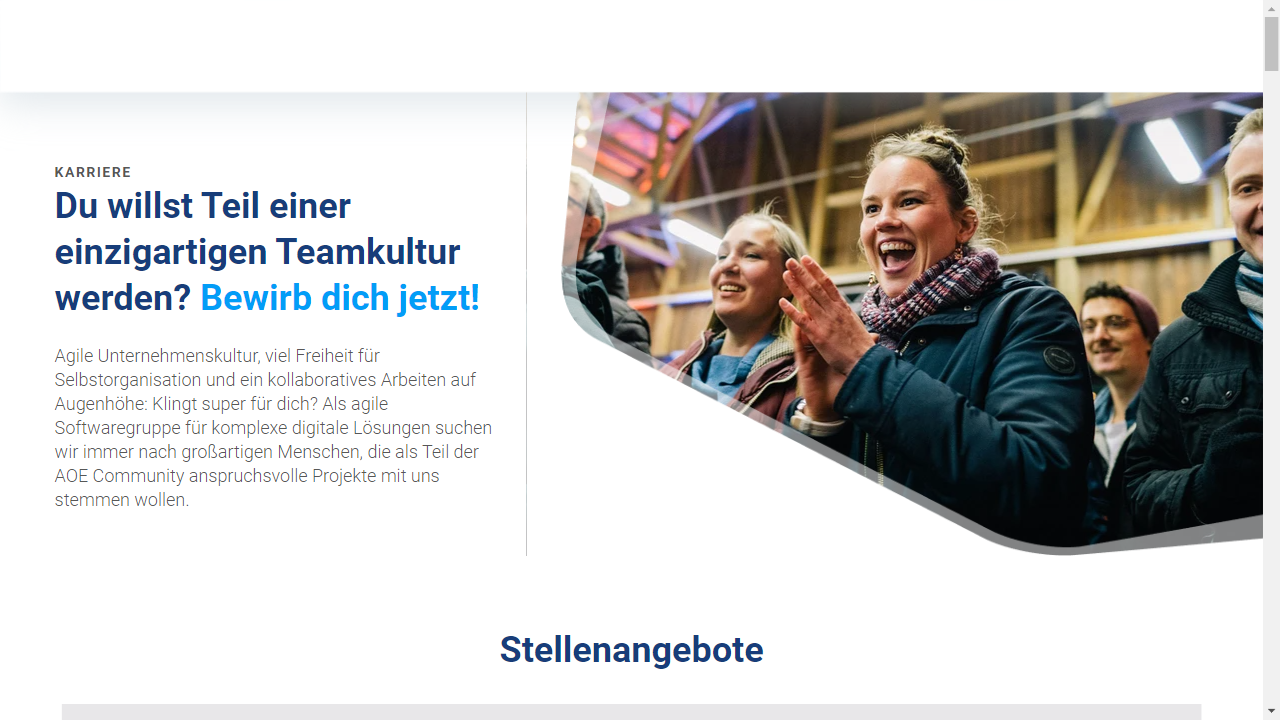 KARRIERE
Du willst Teil einer
einzigartigen Teamkultur
werden? Bewirb dich jetzt!
Agile Unternehmenskultur, viel Freiheit für
Selbstorganisation und ein kollaboratives Arbeiten auf
Augenhöhe: Klingt super für dich? Als agile
Softwaregruppe für komplexe digitale Lösungen suchen
wir immer nach großartigen Menschen, die als Teil der
AOE Community anspruchsvolle Projekte mit uns
stemmen wollen.
Stellenangebote